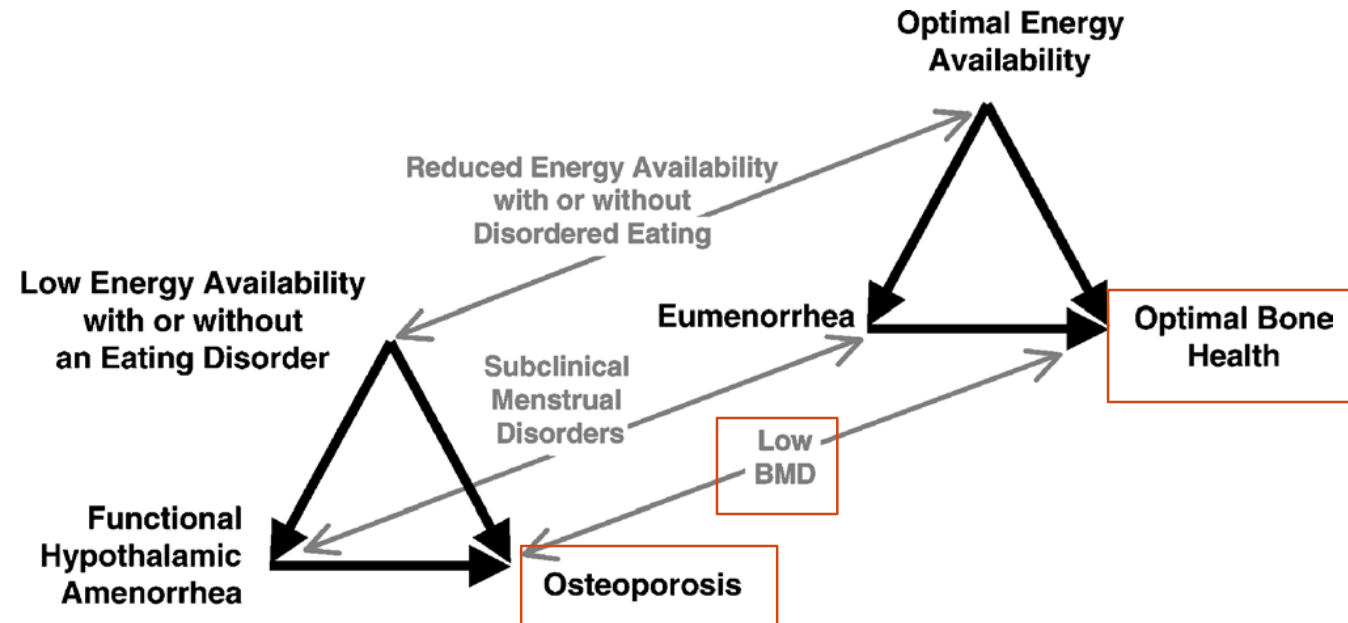 Optimal Energy
Availability
Reduced Energy Availability
with or without
Disordered Eating
Low Energy Availability
with or without
an Eating Disorder
Eumenorrhea
Optimal Bone
Health
Subclinical
Menstrual
Disorders
Low
BMD
Functional
Hypothalamic
Amenorrhea
Osteoporosis